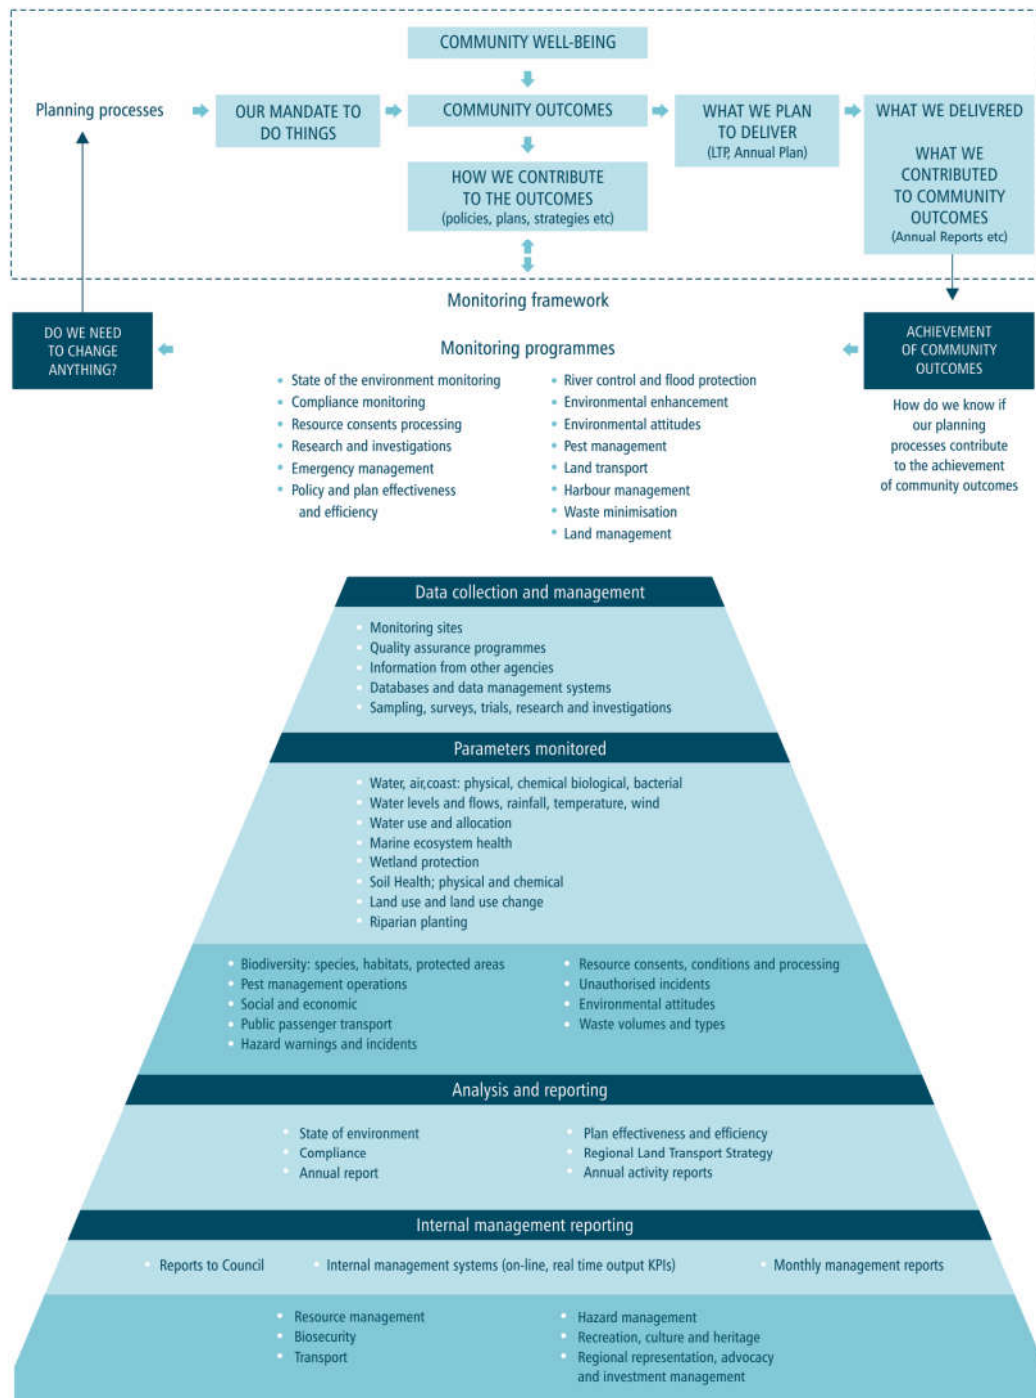 COMMUNITY WELL-BEING
Planning processes
OUR MANDATE TO
DO THINGS
COMMUNITY OUTCOMES
WHAT WE PLAN
TO DELIVER
(LTP, Annual Plan)
WHAT WE DELIVERED
WHAT WE
CONTRIBUTED
TO COMMUNITY
OUTCOMES
(Annual Reports etc)
HOW WE CONTRIBUTE
TO THE OUTCOMES
(policies, plans, strategies etc)
Monitoring framework
DO WE NEED
TO CHANGE
ANYTHING?
Monitoring programmes
• State of the environment monitoring
• Compliance monitoring
• Resource consents processing
• Research and investigations
• Emergency management
• Policy and plan effectiveness
and efficiency
• River control and flood protection
• Environmental enhancement
• Environmental attitudes
• Pest management
• Land transport
• Harbour management
• Waste minimisation
• Land management
ACHIEVEMENT
OF COMMUNITY
OUTCOMES
How do we know if
our planning
processes contribute
to the achievement
of community outcomes
Data collection and management
• Monitoring sites
• Quality assurance programmes
• Information from other agencies
• Databases and data management systems
• Sampling, surveys, trials, research and investigations
Parameters monitored
• Water, air,coast: physical, chemical biological, bacterial
• Water levels and flows, rainfall, temperature, wind
• Water use and allocation
• Marine ecosystem health
• Wetland protection
• Soil Health; physical and chemical
• Land use and land use change
• Riparian planting
• Biodiversity: species, habitats, protected areas
• Pest management operations
• Social and economic
• Public passenger transport
• Hazard warnings and incidents
• Resource consents, conditions and processing
• Unauthorised incidents
• Environmental attitudes
• Waste volumes and types
Analysis and reporting
• State of environment
• Compliance
• Annual report
• Plan effectiveness and efficiency
• Regional Land Transport Strategy
• Annual activity reports
Internal management reporting
• Reports to Council
• Internal management systems (on-line, real time output KPIs)
• Monthly management reports
• Resource management
• Biosecurity
• Transport
• Hazard management
• Recreation, culture and heritage
• Regional representation, advocacy
and investment management